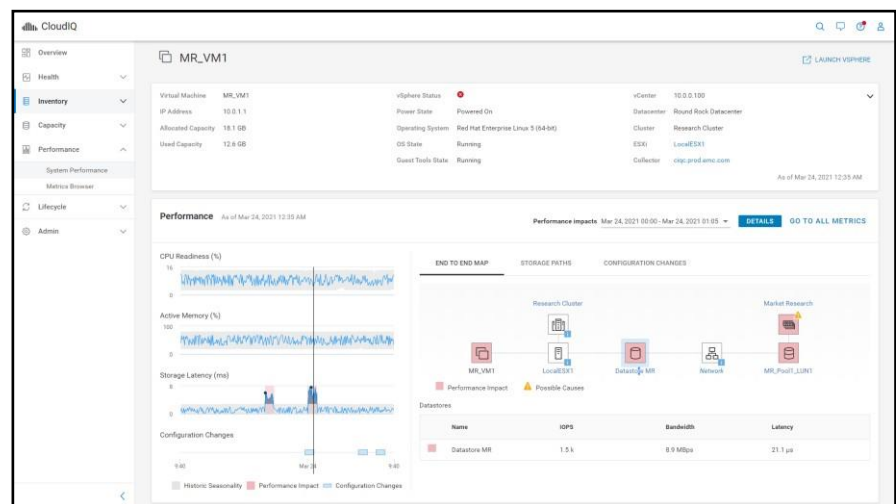 CloudIQ
Overview
Health
Inventory
Capacity
Performance
System Performance
Metrics Browser
Lifecycle
Admin
MR_VM1
LAUNCH VSPHERE
Virtual Machine MR_VM1
IP Address 10.0.1.1
Allocated Capacity 18.1 GB
Used Capacity 12.6 GB
vSphere Status
Power State Powered On
Operating System Red Hat Enterprise Linux 5 (64-bit)
OS State Running
Guest Tools State Running
vCenter 10.0.0.100
Datacenter Round Rock Datacenter
Cluster Research Cluster
ESXi LocalESX1
Collector ciqc.prod.emc.com
As of Mar 24, 2021 12:35 AM
Performance As of Mar 24, 2021 12:35 AM
Performance impacts Mar 24, 2021 00:00 - Mar 24, 2021 01:05 DETAILS GO TO ALL METRICS
CPU Readiness (%)
16
0
Active Memory (%)
100
0
Storage Latency (ms)
8
0
Configuration Changes
9:40 Mar 24 9:40
Historic Seasonality Performance Impact Configuration Changes
END TO END MAP STORAGE PATHS CONFIGURATION CHANGES
Research Cluster Market Research
MR_VM1 LocalESX1 Datastore MR Network MR_Pool1_LUN1
Performance Impact Possible Causes
Datastores
Name IOPS Bandwidth Latency
Datastore MR 1.5 k 8.9 MBps 21.1 µs